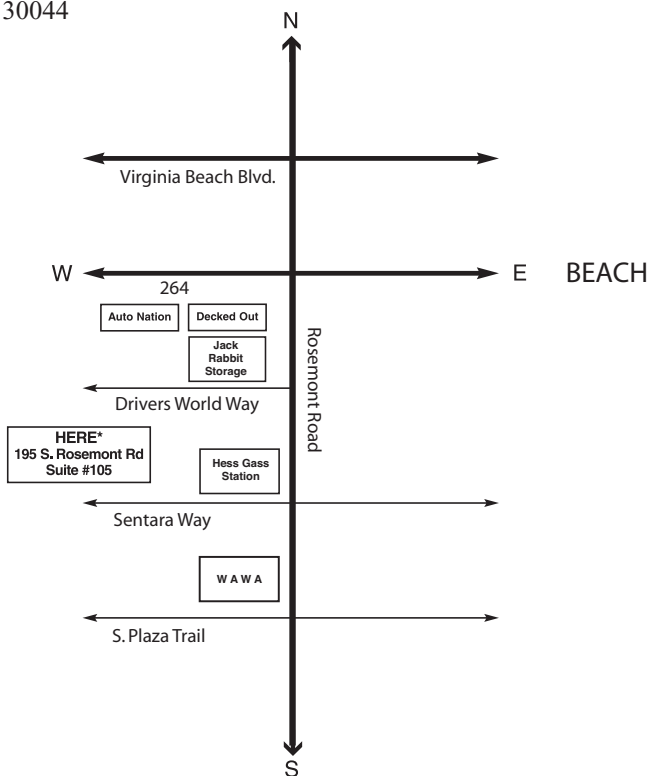 30044
N
Virginia Beach Blvd.
W
E
BEACH
264
Auto Nation
Decked Out
Jack
Rabbit
Storage
Rosemont Road
Drivers World Way
HERE*
195 S. Rosemont Rd
Suite #105
Hess Gass
Station
Sentara Way
W A W A
S. Plaza Trail
S